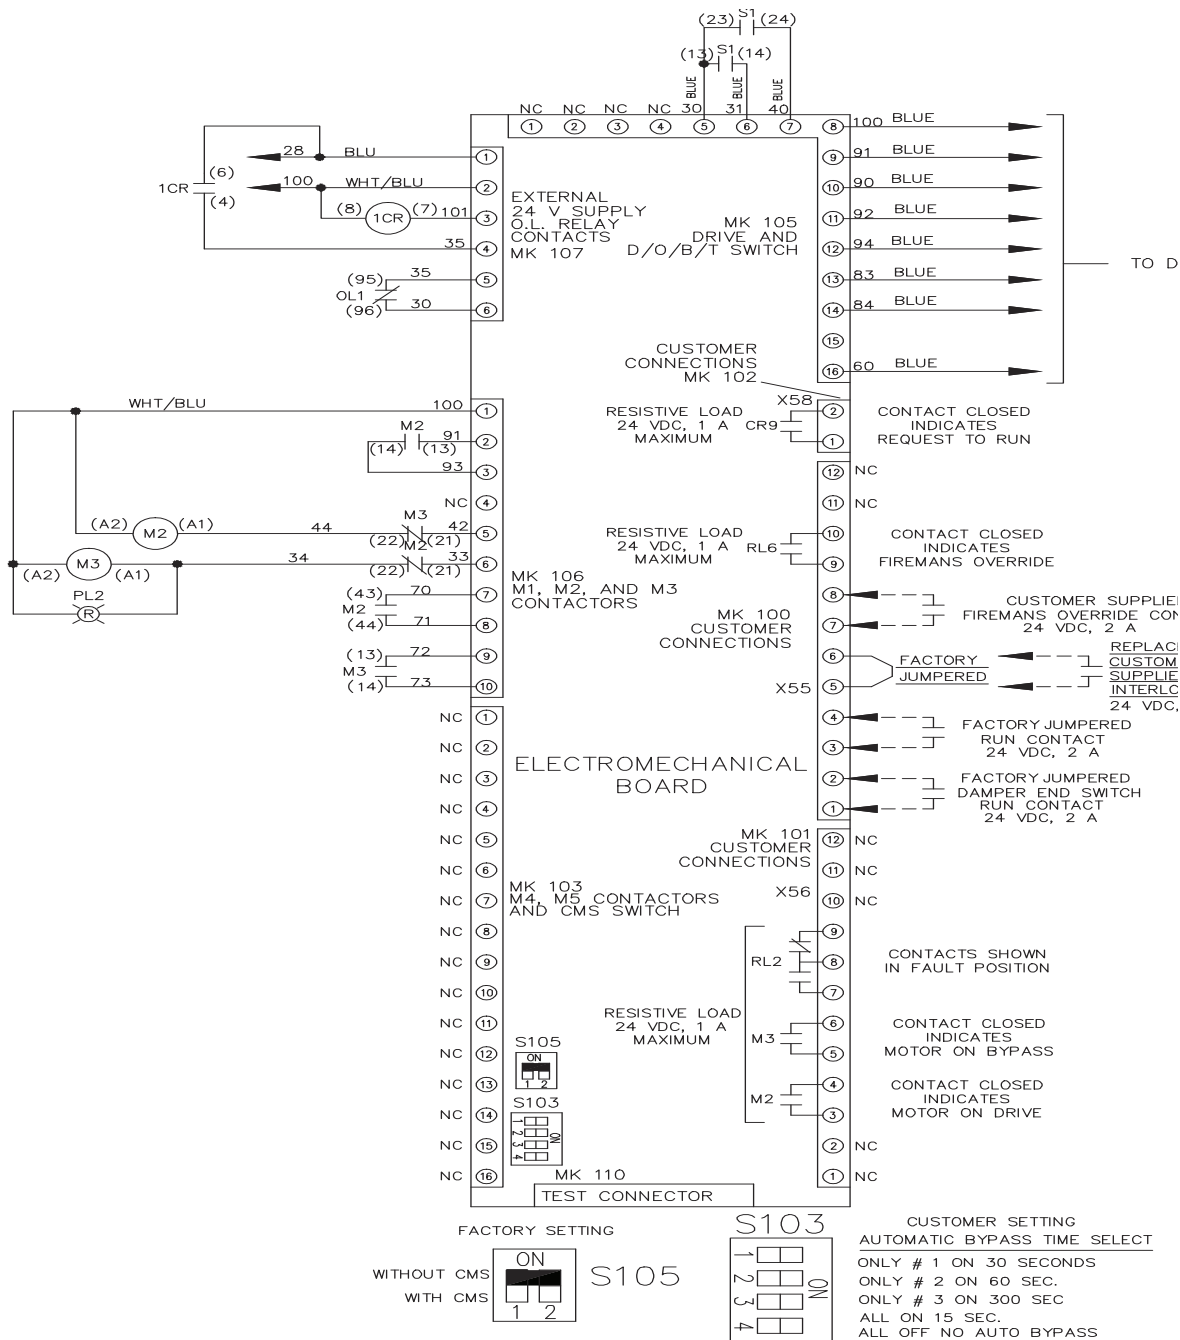 (23) S1 (24)
(13) S1 (14)
BLUE BLUE BLUE
NC NC NC NC 30 31 40
1 2 3 4 5 6 7 8 100 BLUE
28 BLU 1
9 91 BLUE
(6)
1CR
(4)
100 WHT/BLU 2
10 90 BLUE
(8) 1CR (7) 101 3
11 92 BLUE
35 4
12 94 BLUE
EXTERNAL
24 V SUPPLY
O.L. RELAY
CONTACTS
MK 107
MK 105
DRIVE AND
D/O/B/T SWITCH
(95) 35 5
13 83 BLUE
OL1
(96) 30 6
14 84 BLUE
15
16 60 BLUE
TO D
CUSTOMER
CONNECTIONS
MK 102
WHT/BLU 100 1
M2
(14) (13) 91 2
93 3
NC 4
(A2) M2 (A1) 44 (22) M3 (21) 42 5
(A2) M3 (A1) 34 (22) M2 (21) 33 6
PL2
R
(43) 70 7
M2
(44) 71 8
(13) 72 9
M3
(14) 73 10
MK 106
M1, M2, AND M3
CONTACTORS
X58
RESISTIVE LOAD
24 VDC, 1 A
MAXIMUM
CR9
2
1
CONTACT CLOSED
INDICATES
REQUEST TO RUN
12 NC
11 NC
RESISTIVE LOAD
24 VDC, 1 A
MAXIMUM
RL6
10
9
CONTACT CLOSED
INDICATES
FIREMANS OVERRIDE
MK 100
CUSTOMER
CONNECTIONS
8
7
CUSTOMER SUPPLIE
FIREMANS OVERRIDE CON
24 VDC, 2 A
6
5
X55
FACTORY
JUMPERED
REPLAC
CUSTOM
SUPPLIE
INTERLO
24 VDC,
4
3
FACTORY JUMPERED
RUN CONTACT
24 VDC, 2 A
2
1
FACTORY JUMPERED
DAMPER END SWITCH
RUN CONTACT
24 VDC, 2 A
ELECTROMECHANICAL
BOARD
NC 1
NC 2
NC 3
NC 4
NC 5
NC 6
NC 7
NC 8
NC 9
NC 10
NC 11
NC 12
NC 13
NC 14
NC 15
NC 16
MK 103
M4, M5 CONTACTORS
AND CMS SWITCH
MK 101
CUSTOMER
CONNECTIONS
X56
12 NC
11 NC
10 NC
9
RL2
8
7
CONTACTS SHOWN
IN FAULT POSITION
RESISTIVE LOAD
24 VDC, 1 A
MAXIMUM
M3
6
5
CONTACT CLOSED
INDICATES
MOTOR ON BYPASS
M2
4
3
CONTACT CLOSED
INDICATES
MOTOR ON DRIVE
2 NC
1 NC
S105
ON
1 2
S103
1
2
3
4
ON
MK 110
TEST CONNECTOR
FACTORY SETTING
WITHOUT CMS
WITH CMS
ON
1 2
S105
S103
1
2
3
4
ON
CUSTOMER SETTING
AUTOMATIC BYPASS TIME SELECT
ONLY # 1 ON 30 SECONDS
ONLY # 2 ON 60 SEC.
ONLY # 3 ON 300 SEC
ALL ON 15 SEC.
ALL OFF NO AUTO BYPASS